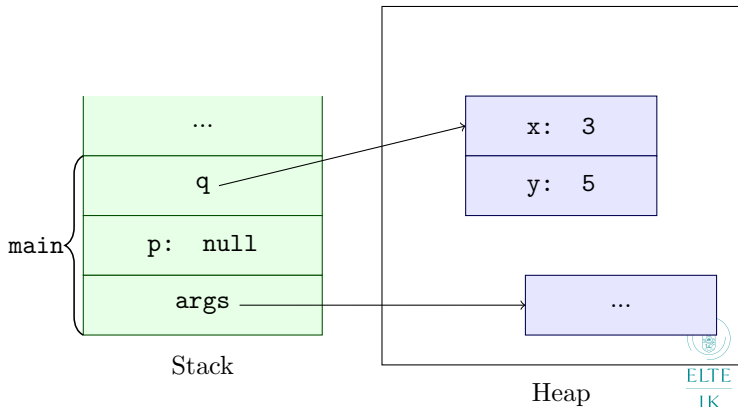 ...
q
main
p: null
args
Stack
x: 3
y: 5
...
Heap
ELTE
IK